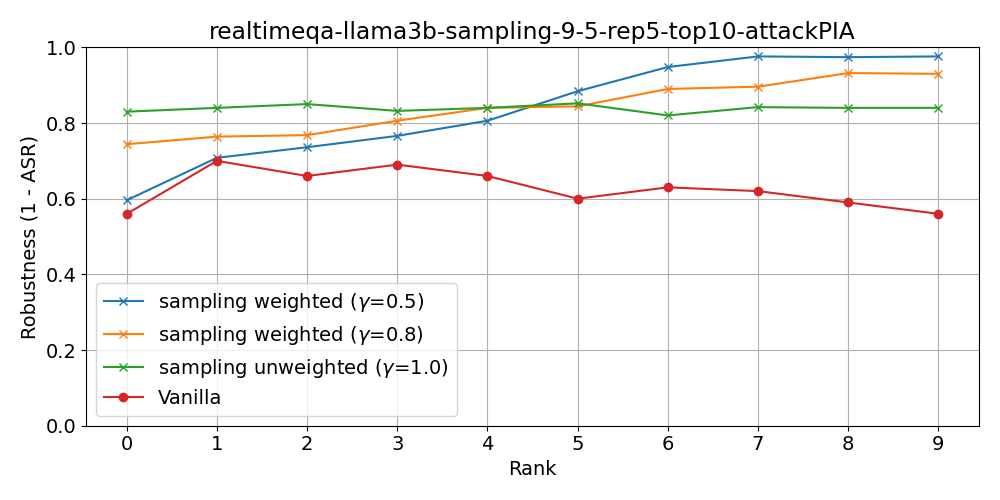 realtimeqa-llama3b-sampling-9-5-rep5-top10-attackPIA
Robustness (1 - ASR)
1.0
0.8
0.6
0.4
0.2
0.0
sampling weighted (γ=0.5)
sampling weighted (γ=0.8)
sampling unweighted (γ=1.0)
Vanilla
0 1 2 3 4 5 6 7 8 9
Rank